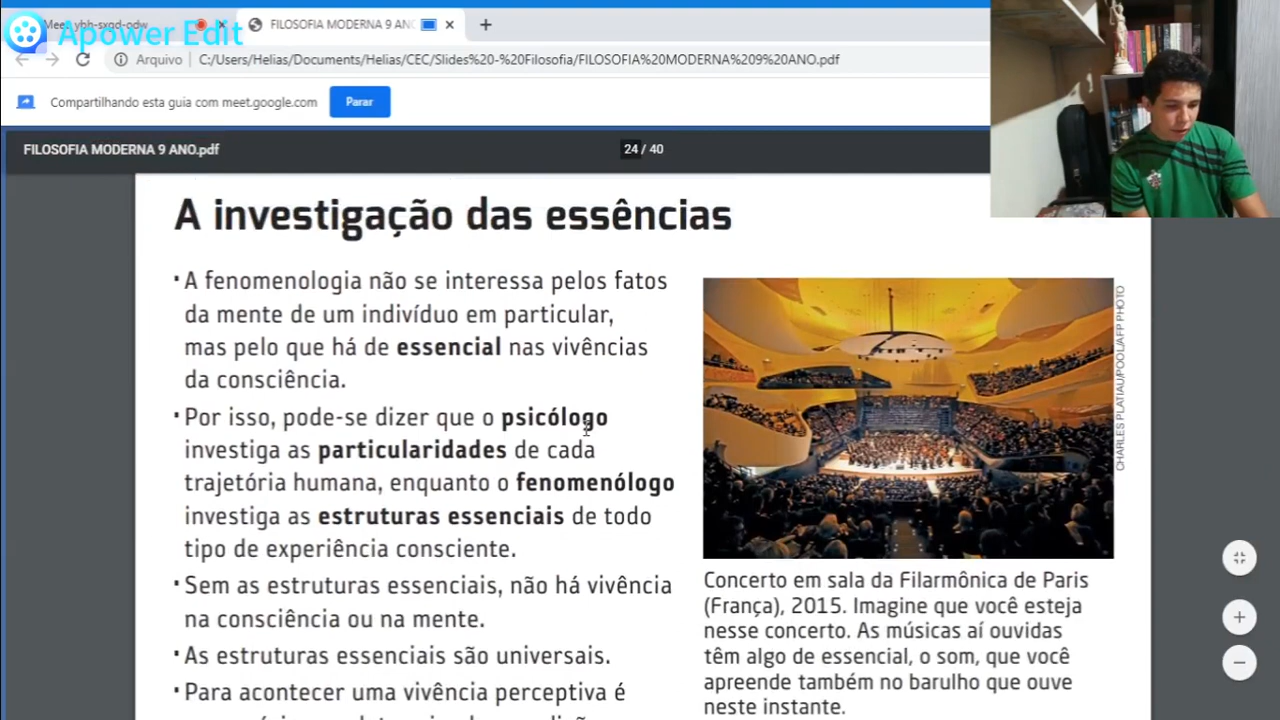 Apower Edit
FILOSOFIA MODERNA 9 ANO
Arquivo
C:/Users/Helias/Documents/Helias/CEC/Slides%20-%20Filosofia/FILOSOFIA%20MODERNA%209%20ANO.pdf
Compartilhando esta guia com meet.google.com
Parar
FILOSOFIA MODERNA 9 ANO.pdf
24 / 40
A investigação das essências
A fenomenologia não se interessa pelos fatos
da mente de um indivíduo em particular,
mas pelo que há de essencial nas vivências
da consciência.
Por isso, pode-se dizer que o psicólogo
investiga as particularidades de cada
trajetória humana, enquanto o fenomenólogo
investiga as estruturas essenciais de todo
tipo de experiência consciente.
Sem as estruturas essenciais, não há vivência
na consciência ou na mente.
As estruturas essenciais são universais.
Para acontecer uma vivência perceptiva é
CHARLES PLATIAU/POOL/AFP PHOTO
Concerto em sala da Filarmônica de Paris
(França), 2015. Imagine que você esteja
nesse concerto. As músicas aí ouvidas
têm algo de essencial, o som, que você
apreende também no barulho que ouve
neste instante.